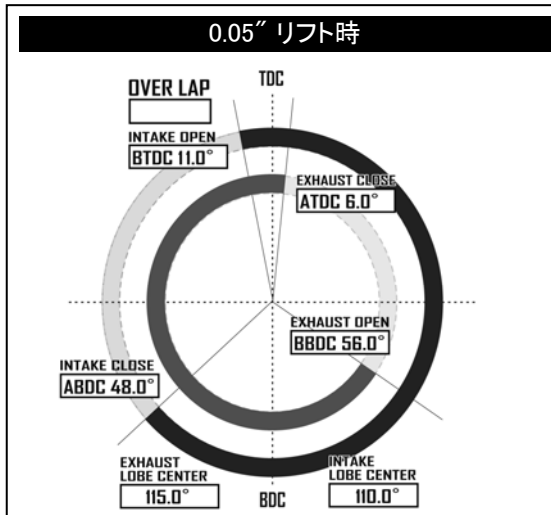 0.05″ リフト時
TDC
OVER LAP
INTAKE OPEN
BTDC 11.0°
EXHAUST CLOSE
ATDC 6.0°
EXHAUST OPEN
BBDC 56.0°
INTAKE CLOSE
ABDC 48.0°
EXHAUST
LOBE CENTER
115.0°
BDC
INTAKE
LOBE CENTER
110.0°